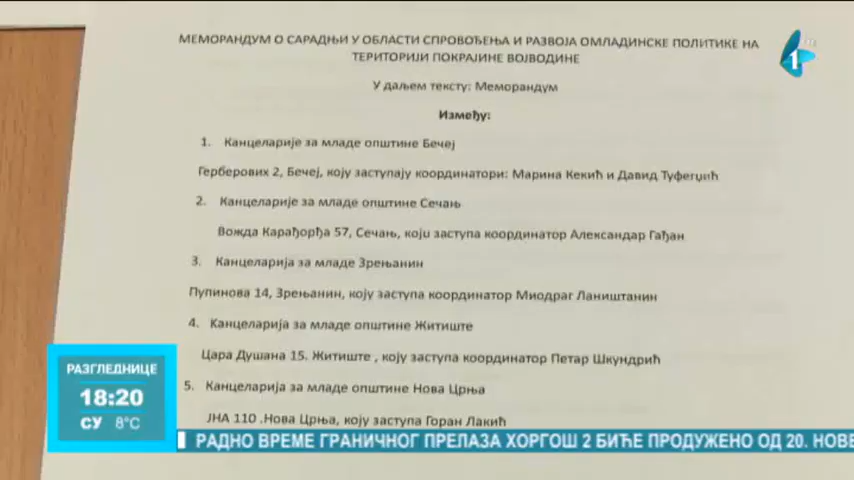 МЕМОРАНДУМ О САРАДЊИ У ОБЛАСТИ СПРОВОЂЕЊА И РАЗВОЈА ОМЛАДИНСКЕ ПОЛИТИКЕ НА
ТЕРИТОРИЈИ ПОКРАЈИНЕ ВОЈВОДИНЕ
У даљем тексту: Меморандум
Између:
1. Канцеларије за младе општине Бечеј
Герберових 2, Бечеј, коју заступају координатори: Марина Кекић и Давид Туфегџић
2. Канцеларије за младе општине Сечањ
Вожда Карађорђа 57, Сечањ, коју заступа координатор Александар Гађан
3. Канцеларија за младе Зрењанин
Пупинова 14, Зрењанин, коју заступа координатор Миодраг Лаништанин
4. Канцеларија за младе општине Житиште
Цара Душана 15. Житиште , коју заступа координатор Петар Шкундрић
5. Канцеларија за младе општине Нова Црња
ЈНА 110 .Нова Црња, коју заступа Горан Лакић
1
РАЗГЛЕДНИЦЕ
18:20
СУ 8°C
РАДНО ВРЕМЕ ГРАНИЧНОГ ПРЕЛАЗА ХОРГОШ 2 БИЋЕ ПРОДУЖЕНО ОД 20. НОВЕ